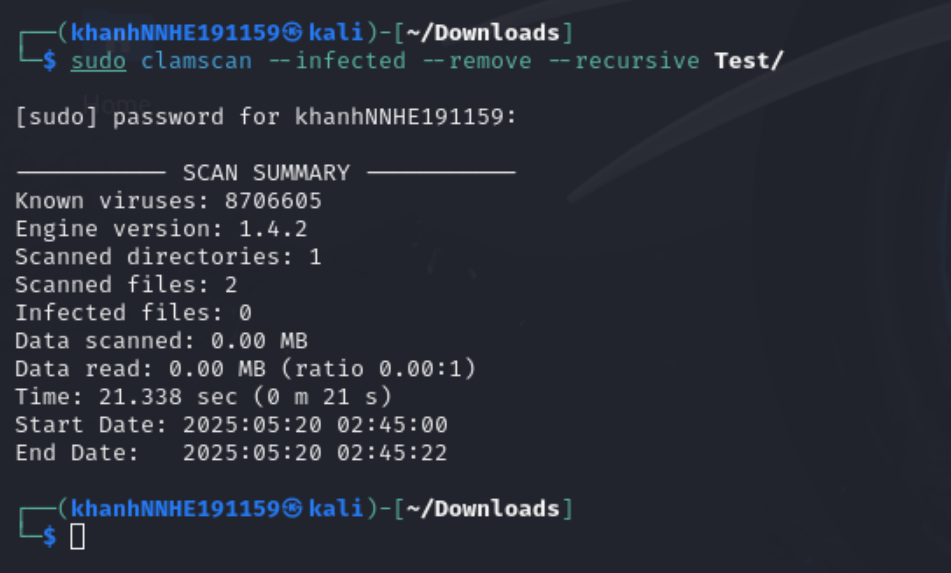 ┌──(khanhNNHE191159㉿kali)-[~/Downloads]
└─$ sudo clamscan --infected --remove --recursive Test/
Home
[sudo] password for khanhNNHE191159:
----------- SCAN SUMMARY -----------
Known viruses: 8706605
Engine version: 1.4.2
Scanned directories: 1
Scanned files: 2
Infected files: 0
Data scanned: 0.00 MB
Data read: 0.00 MB (ratio 0.00:1)
Time: 21.338 sec (0 m 21 s)
Start Date: 2025:05:20 02:45:00
End Date:   2025:05:20 02:45:22
┌──(khanhNNHE191159㉿kali)-[~/Downloads]
└─$